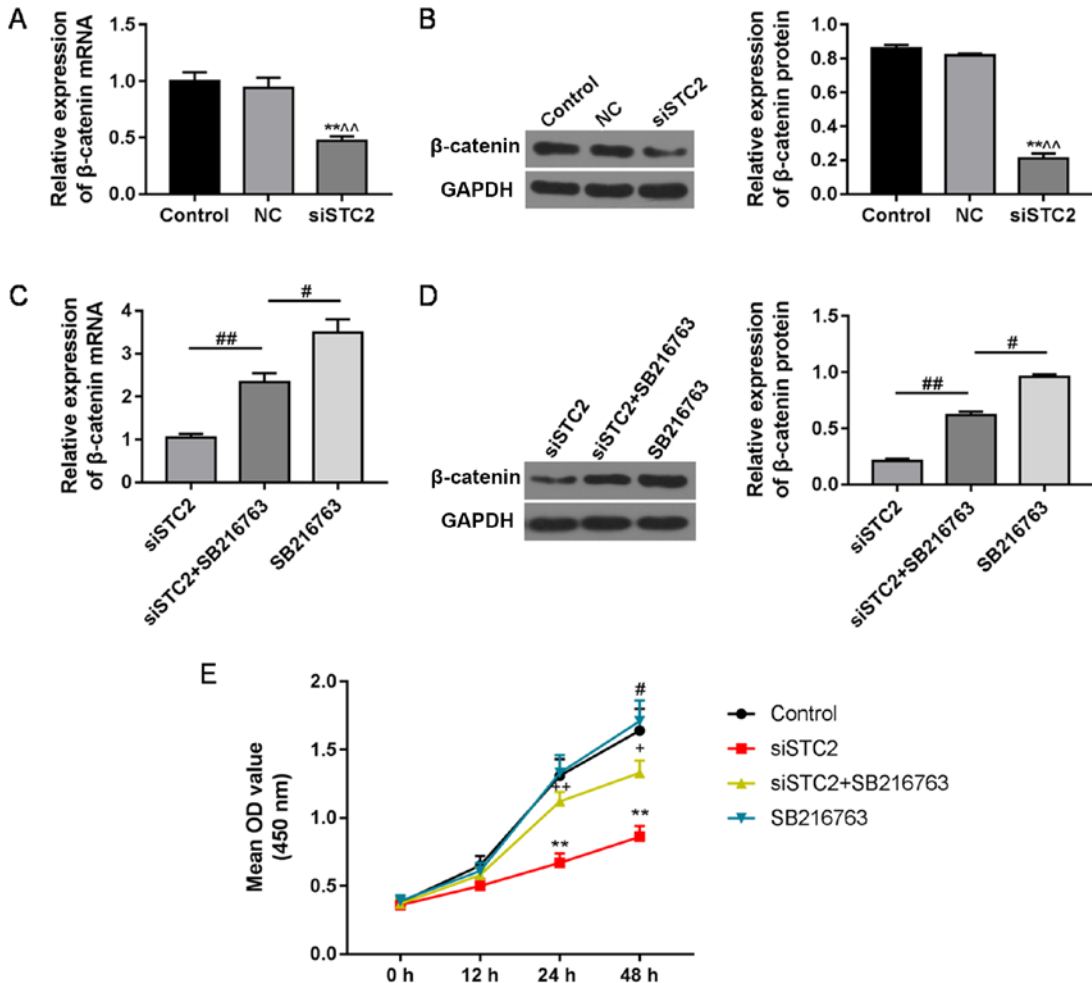 A
Relative expression
of β-catenin mRNA
1.5
1.0
0.5
0.0
**^^
Control
NC
siSTC2
B
Control
NC
siSTC2
β-catenin
GAPDH
Relative expression
of β-catenin protein
1.0
0.8
0.6
0.4
0.2
0.0
**^^
Control
NC
siSTC2
C
Relative expression
of β-catenin mRNA
4
3
2
1
0
##
#
siSTC2
siSTC2+SB216763
SB216763
D
siSTC2
siSTC2+SB216763
SB216763
β-catenin
GAPDH
Relative expression
of β-catenin protein
1.5
1.0
0.5
0.0
##
#
siSTC2
siSTC2+SB216763
SB216763
E
Mean OD value
(450 nm)
2.0
1.5
1.0
0.5
0.0
#
+
++
**
**
0 h
12 h
24 h
48 h
Control
siSTC2
siSTC2+SB216763
SB216763